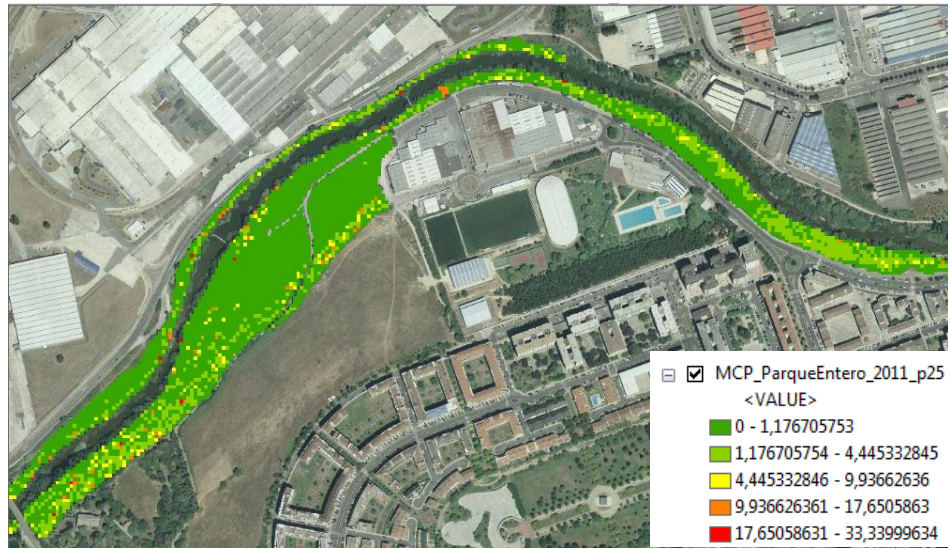 MCP_ParqueEntero_2011_p25
<VALUE>
0 - 1,176705753
1,176705754 - 4,445332845
4,445332846 - 9,93662636
9,936626361 - 17,6505863
17,65058631 - 33,33999634